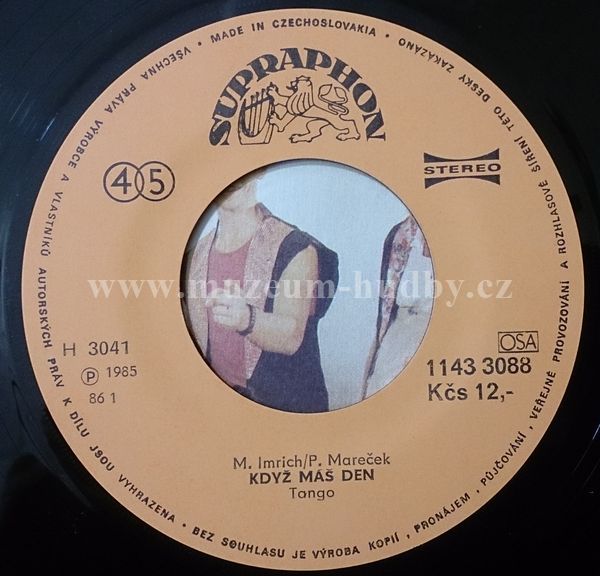 VŠECHNA PRÁVA VÝROBCE A VLASTNÍKŮ AUTORSKÝCH PRÁV K DÍLU JSOU VYHRAZENA • BEZ SOUHLASU JE VÝROBA KOPIÍ, PRONÁJEM, PŮJČOVÁNÍ, VEŘEJNÉ PROVOZOVÁNÍ A ROZHLASOVÉ ŠÍŘENÍ TÉTO DESKY ZAKÁZÁNO • MADE IN CZECHOSLOVAKIA •
SUPRAPHON
45
STEREO
www.muzeum-hudby.cz
H 3041
OSA
Ⓟ 1985
1143 3088
86 1
Kčs 12,-
M. Imrich/P. Mareček
KDYŽ MÁŠ DEN
Tango